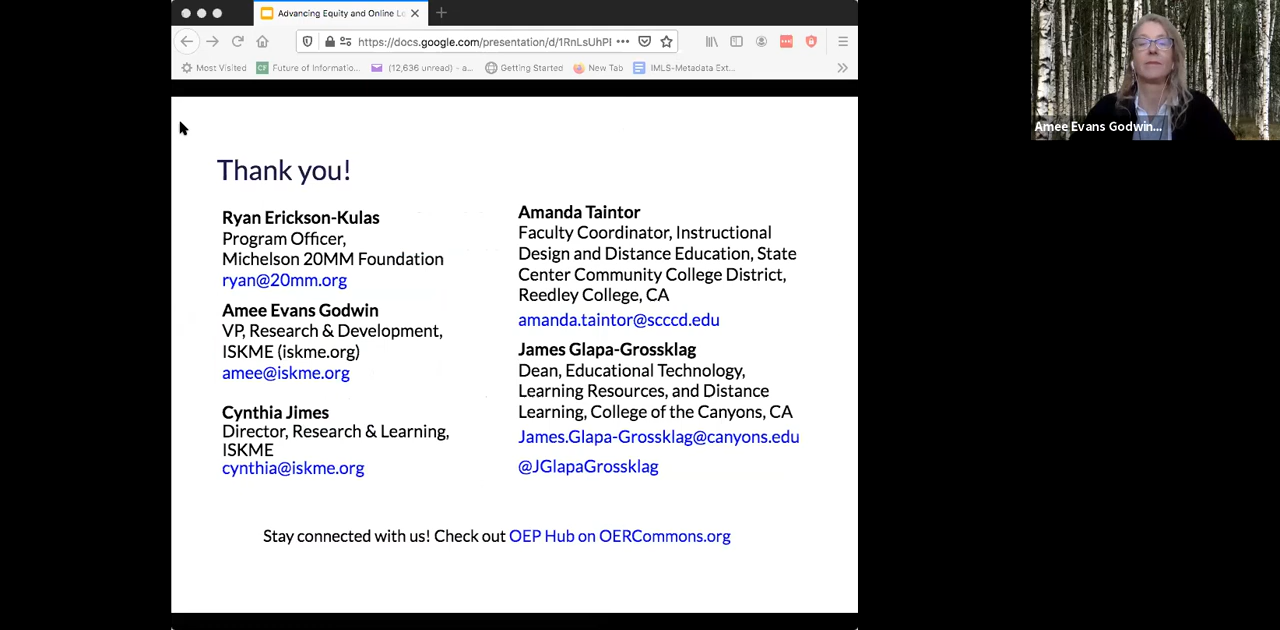 Advancing Equity and Online Le
https://docs.google.com/presentation/d/1RnLsUhPI
Most Visited
Future of Informatio...
(12,636 unread) - a...
Getting Started
New Tab
IMLS-Metadata Ext...
Amee Evans Godwin...
Thank you!
Ryan Erickson-Kulas
Program Officer,
Michelson 20MM Foundation
ryan@20mm.org
Amee Evans Godwin
VP, Research & Development,
ISKME (iskme.org)
amee@iskme.org
Cynthia Jimes
Director, Research & Learning,
ISKME
cynthia@iskme.org
Amanda Taintor
Faculty Coordinator, Instructional
Design and Distance Education, State
Center Community College District,
Reedley College, CA
amanda.taintor@scccd.edu
James Glapa-Grossklag
Dean, Educational Technology,
Learning Resources, and Distance
Learning, College of the Canyons, CA
James.Glapa-Grossklag@canyons.edu
@JGlapaGrossklag
Stay connected with us! Check out OEP Hub on OERCommons.org